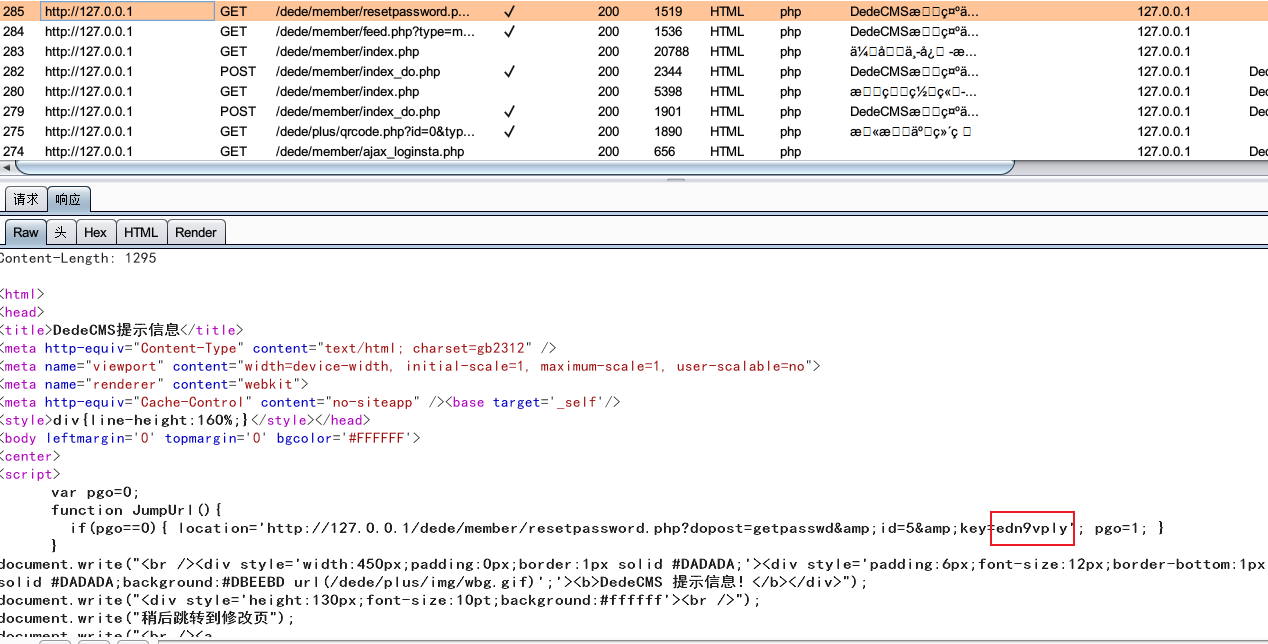 285 http://127.0.0.1 GET /dede/member/resetpassword.p... ✓ 200 1519 HTML php DedeCMSæ□□ç¤ºä... 127.0.0.1
284 http://127.0.0.1 GET /dede/member/feed.php?type=m... ✓ 200 1536 HTML php DedeCMSæ□□ç¤ºä... 127.0.0.1
283 http://127.0.0.1 GET /dede/member/index.php 200 20788 HTML php ä¼□å□□ä¸-å¿□ -æ... 127.0.0.1
282 http://127.0.0.1 POST /dede/member/index_do.php ✓ 200 2344 HTML php DedeCMSæ□□ç¤ºä... 127.0.0.1 Dec
280 http://127.0.0.1 GET /dede/member/index.php 200 5398 HTML php æ□□ç□□ç½□ç«□-... 127.0.0.1 Dec
279 http://127.0.0.1 POST /dede/member/index_do.php ✓ 200 1901 HTML php DedeCMSæ□□ç¤ºä... 127.0.0.1 Dec
275 http://127.0.0.1 GET /dede/plus/qrcode.php?id=0&typ... ✓ 200 1890 HTML php æ□«æ□□äº□ç»´ç □ 127.0.0.1
274 http://127.0.0.1 GET /dede/member/ajax_loginsta.php 200 656 HTML php 127.0.0.1 Dec
请求 响应
Raw 头 Hex HTML Render
Content-Length: 1295
<html>
<head>
<title>DedeCMS提示信息</title>
<meta http-equiv="Content-Type" content="text/html; charset=gb2312" />
<meta name="viewport" content="width=device-width, initial-scale=1, maximum-scale=1, user-scalable=no">
<meta name="renderer" content="webkit">
<meta http-equiv="Cache-Control" content="no-siteapp" /><base target='_self'/>
<style>div{line-height:160%;}</style></head>
<body leftmargin='0' topmargin='0' bgcolor='#FFFFFF'>
<center>
<script>
var pgo=0;
function JumpUrl(){
if(pgo==0){ location='http://127.0.0.1/dede/member/resetpassword.php?dopost=getpasswd&amp;id=5&amp;key=edn9vply'; pgo=1; }
}
document.write("<br /><div style='width:450px;padding:0px;border:1px solid #DADADA;'><div style='padding:6px;font-size:12px;border-bottom:1px
solid #DADADA;background:#DBEEBD url(/dede/plus/img/wbg.gif)';'><b>DedeCMS 提示信息！</b></div>");
document.write("<div style='height:130px;font-size:10pt;background:#ffffff'><br />");
document.write("稍后跳转到修改页");
document.write("<br /><a